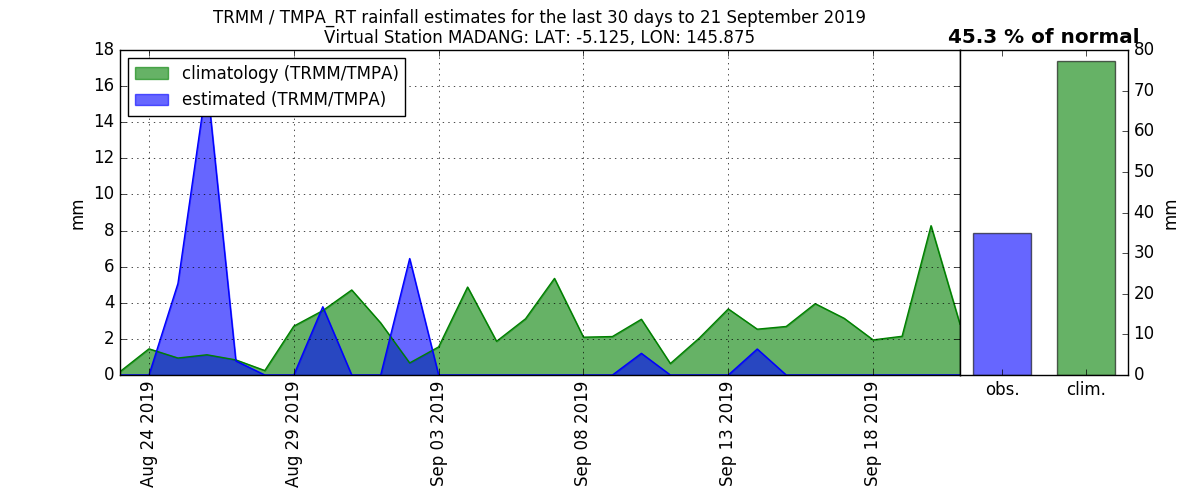 TRMM / TMPA_RT rainfall estimates for the last 30 days to 21 September 2019
Virtual Station MADANG: LAT: -5.125, LON: 145.875
45.3 % of normal
climatology (TRMM/TMPA)
estimated (TRMM/TMPA)
mm
18
16
14
12
10
8
6
4
2
0
Aug 24 2019
Aug 29 2019
Sep 03 2019
Sep 08 2019
Sep 13 2019
Sep 18 2019
obs.
clim.
80
70
60
50
40
30
20
10
0
mm